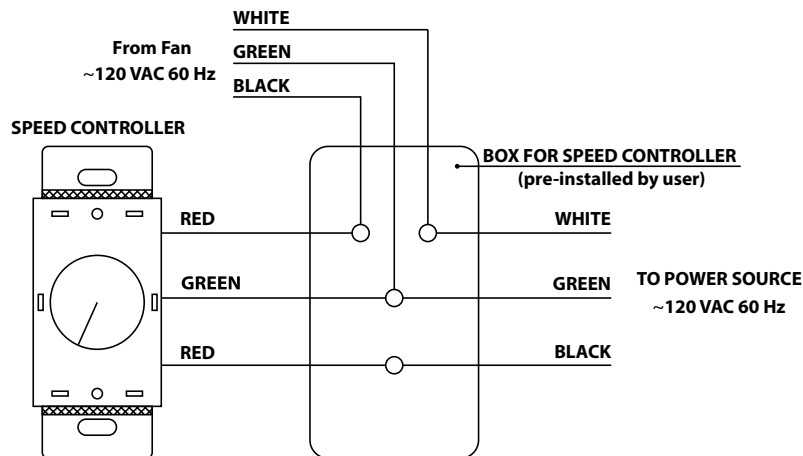 WHITE
From Fan
~120 VAC 60 Hz
GREEN
BLACK
SPEED CONTROLLER
BOX FOR SPEED CONTROLLER
(pre-installed by user)
RED
WHITE
GREEN
GREEN
TO POWER SOURCE
~120 VAC 60 Hz
RED
BLACK